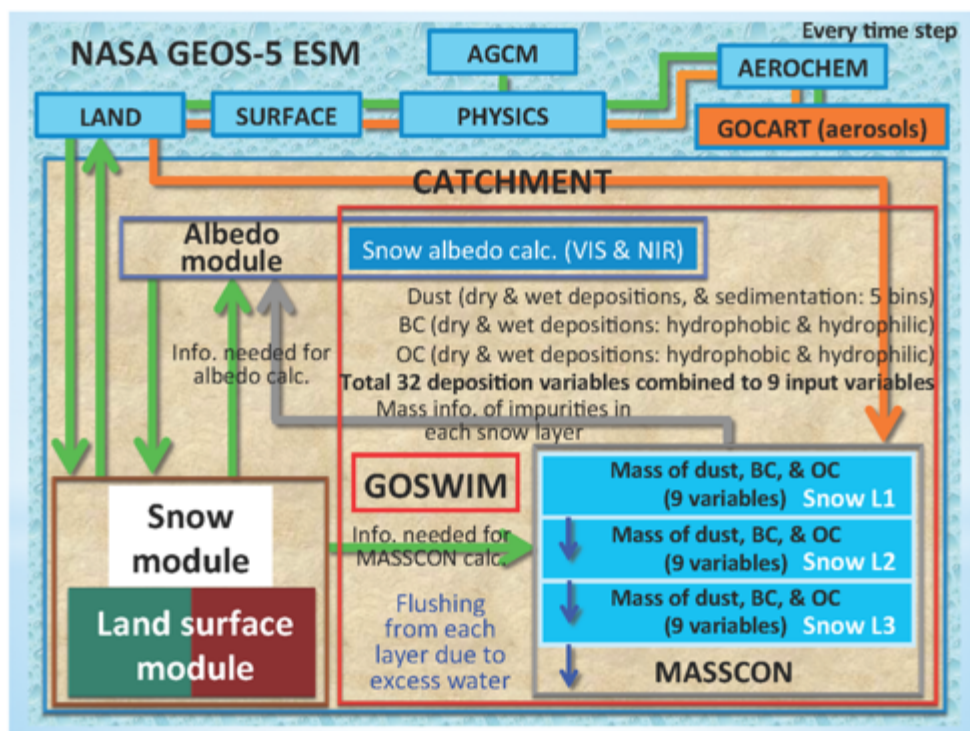 NASA GEOS-5 ESM
AGCM
Every time step
AEROCHEM
LAND
SURFACE
PHYSICS
GOCART (aerosols)
CATCHMENT
Albedo
module
Snow albedo calc. (VIS & NIR)
Dust (dry & wet depositions, & sedimentation: 5 bins)
BC (dry & wet depositions: hydrophobic & hydrophilic)
OC (dry & wet depositions: hydrophobic & hydrophilic)
Total 32 deposition variables combined to 9 input variables
Info. needed for
albedo calc.
Mass info. of impurities in
each snow layer
GOSWIM
Mass of dust, BC, & OC
(9 variables) Snow L1
Snow
module
Info. needed for
MASSCON calc.
Mass of dust, BC, & OC
(9 variables) Snow L2
Mass of dust, BC, & OC
(9 variables) Snow L3
Land surface
module
Flushing
from each
layer due to
excess water
MASSCON